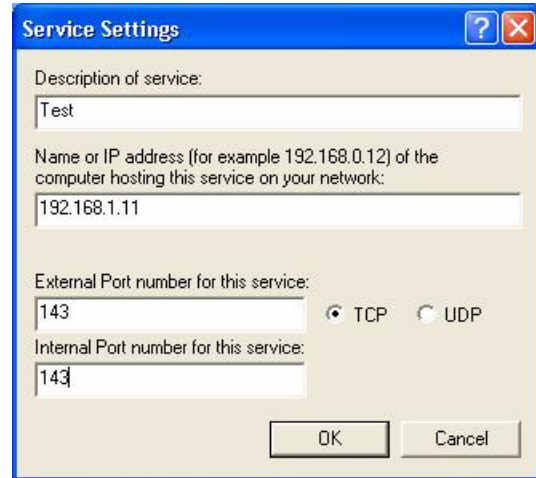 Service Settings
Description of service:
Test
Name or IP address (for example 192.168.0.12) of the
computer hosting this service on your network:
192.168.1.11
External Port number for this service:
143 TCP UDP
Internal Port number for this service:
143
OK Cancel